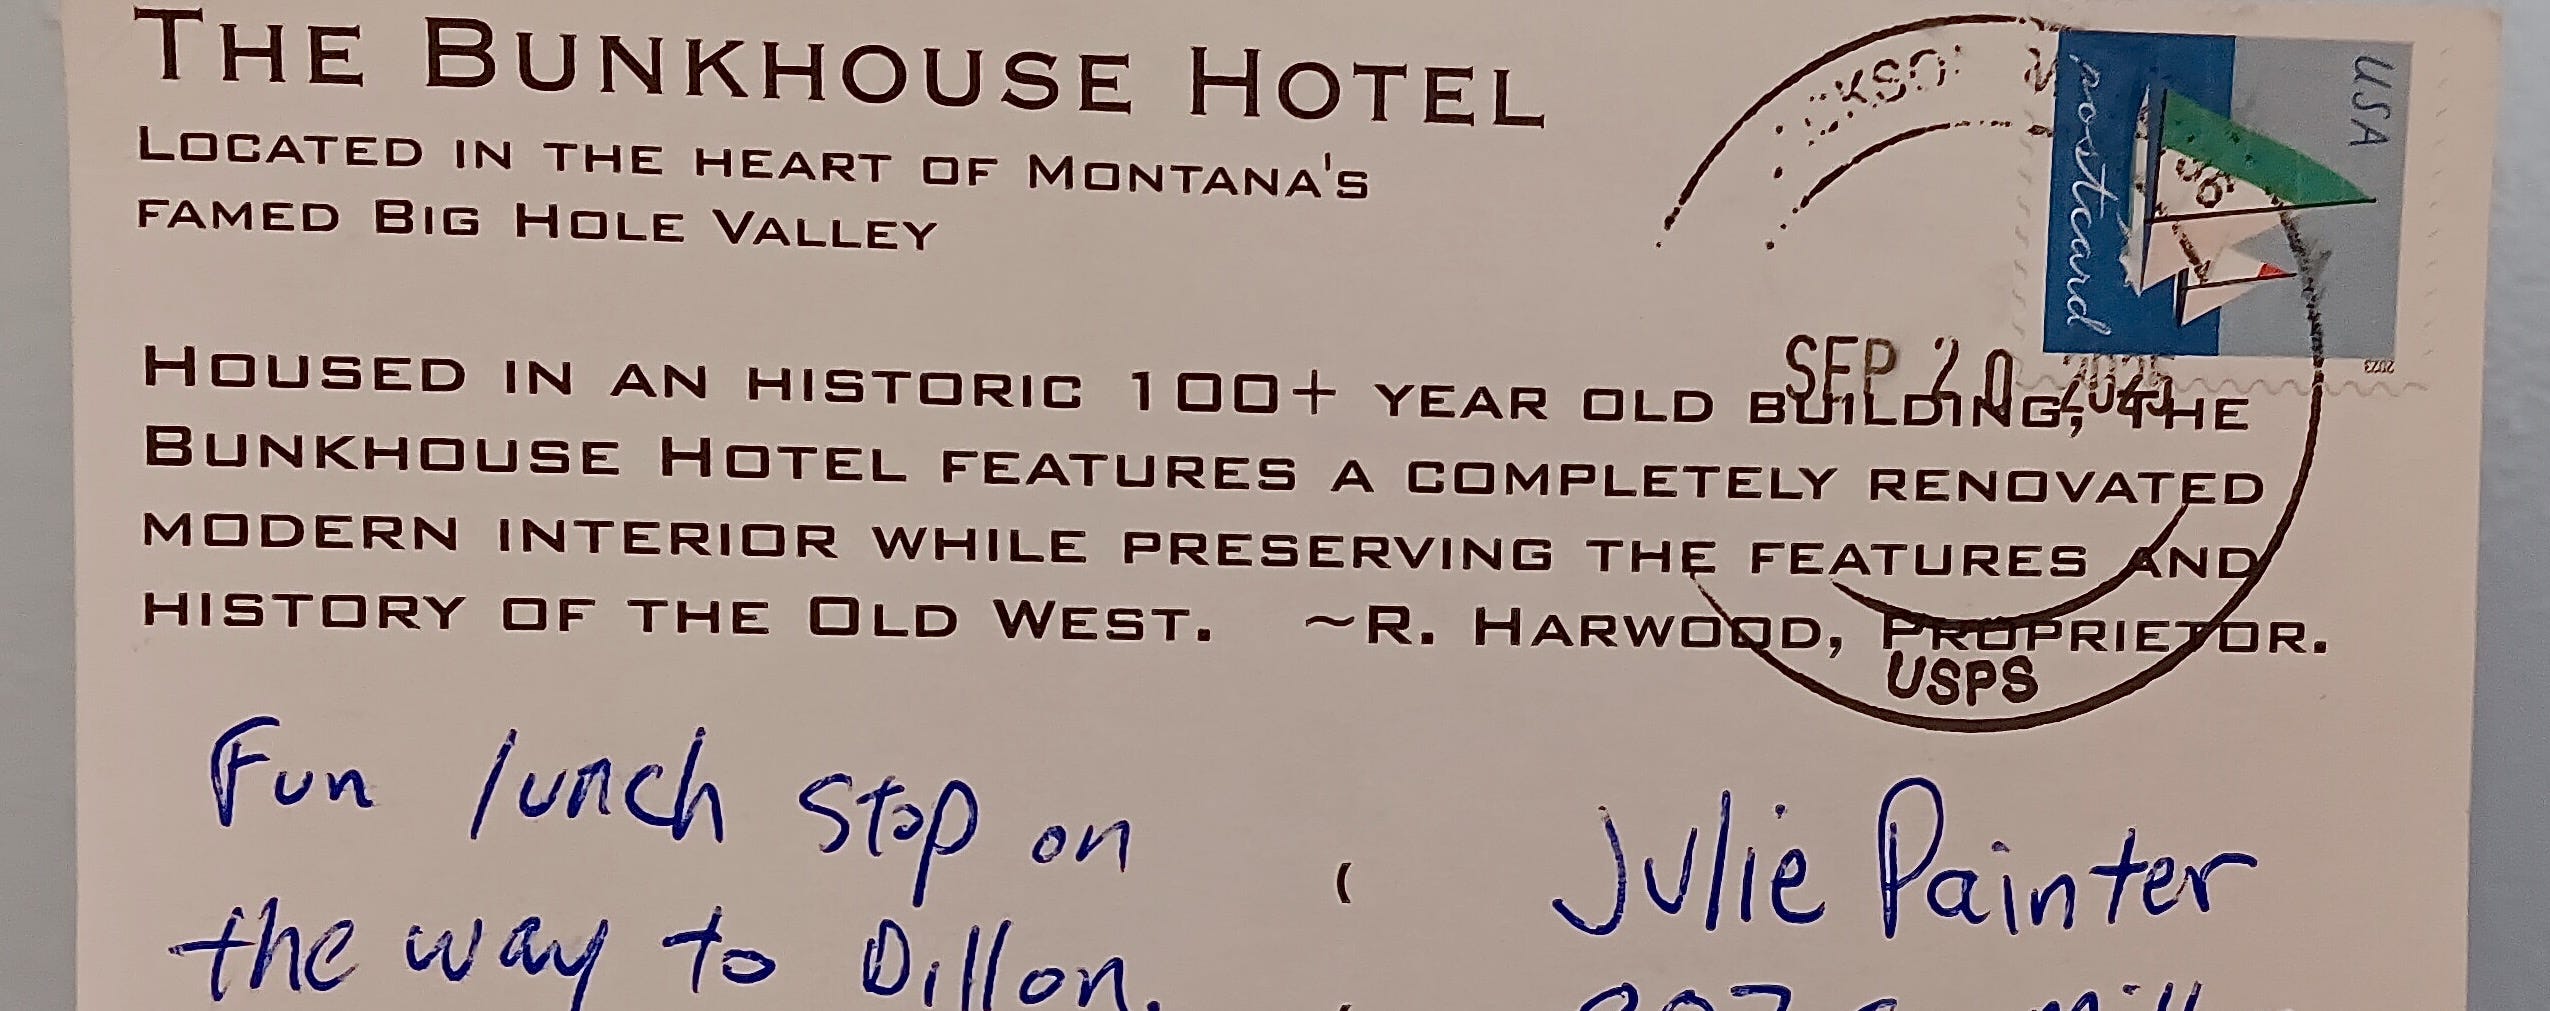 THE BUNKHOUSE HOTEL
LOCATED IN THE HEART OF MONTANA'S
FAMED BIG HOLE VALLEY
USA
postcard
2023
SEP 20
HOUSED IN AN HISTORIC 100+ YEAR OLD BUILDING, THE
BUNKHOUSE HOTEL FEATURES A COMPLETELY RENOVATED
MODERN INTERIOR WHILE PRESERVING THE FEATURES AND
HISTORY OF THE OLD WEST. ~R. HARWOOD, PROPRIETOR.
USPS
Fun lunch stop on
the way to Dillon.
Julie Painter